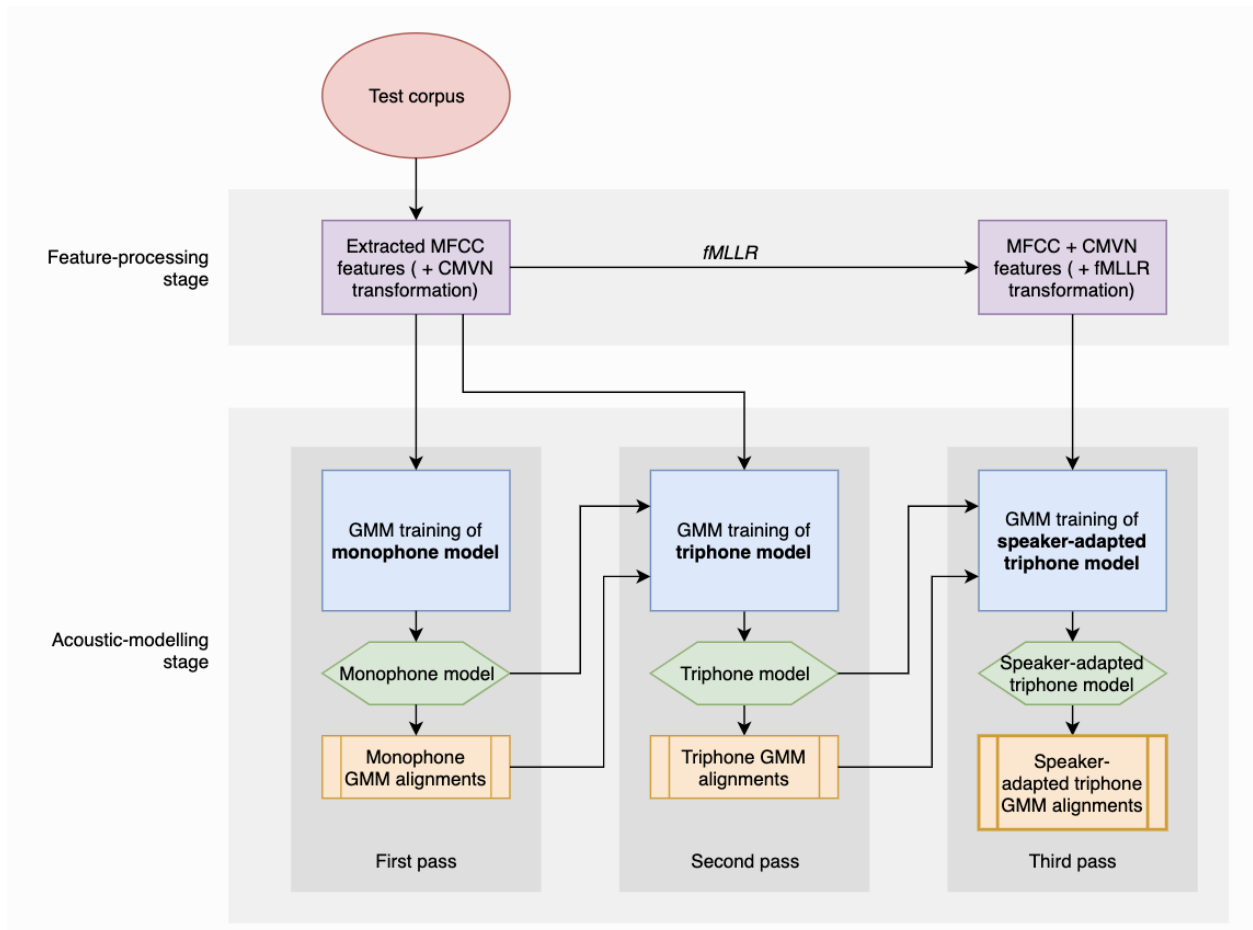 Test corpus
Feature-processing
stage
Extracted MFCC
features ( + CMVN
transformation)
fMLLR
MFCC + CMVN
features ( + fMLLR
transformation)
Acoustic-modelling
stage
GMM training of
monophone model
Monophone model
Monophone
GMM alignments
First pass
GMM training of
triphone model
Triphone model
Triphone GMM
alignments
Second pass
GMM training of
speaker-adapted
triphone model
Speaker-adapted
triphone model
Speaker-
adapted triphone
GMM alignments
Third pass